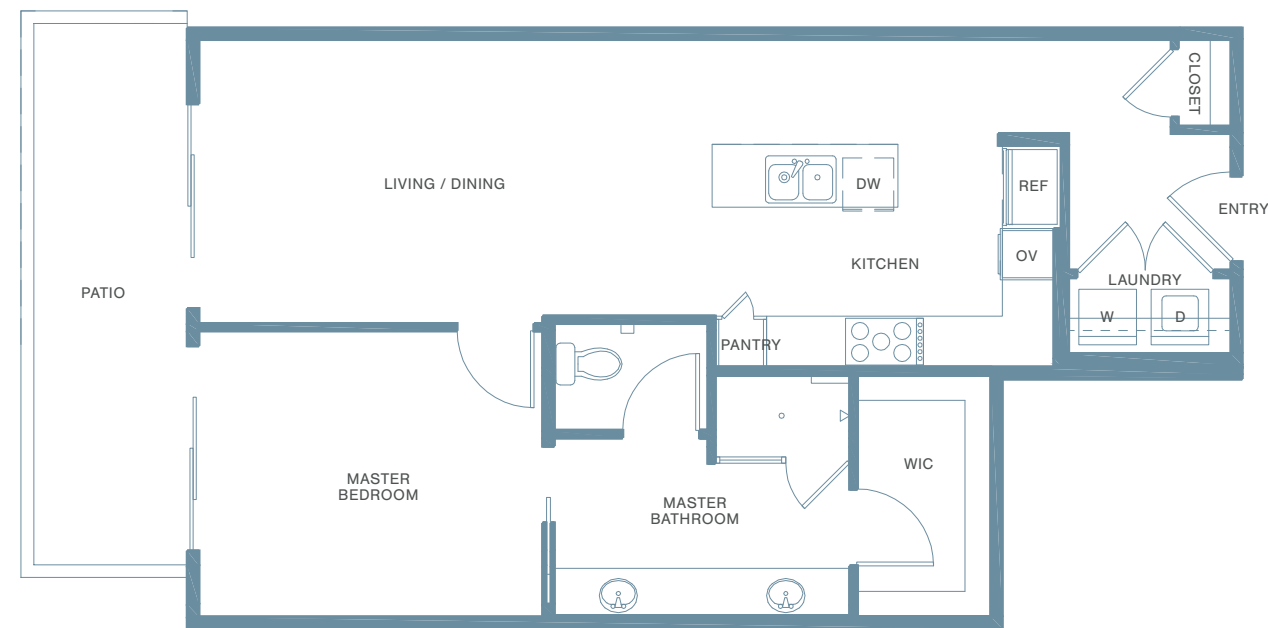 CLOSET
LIVING / DINING
DW
REF
ENTRY
OV
KITCHEN
LAUNDRY
PATIO
W
D
PANTRY
WIC
MASTER
BEDROOM
MASTER
BATHROOM